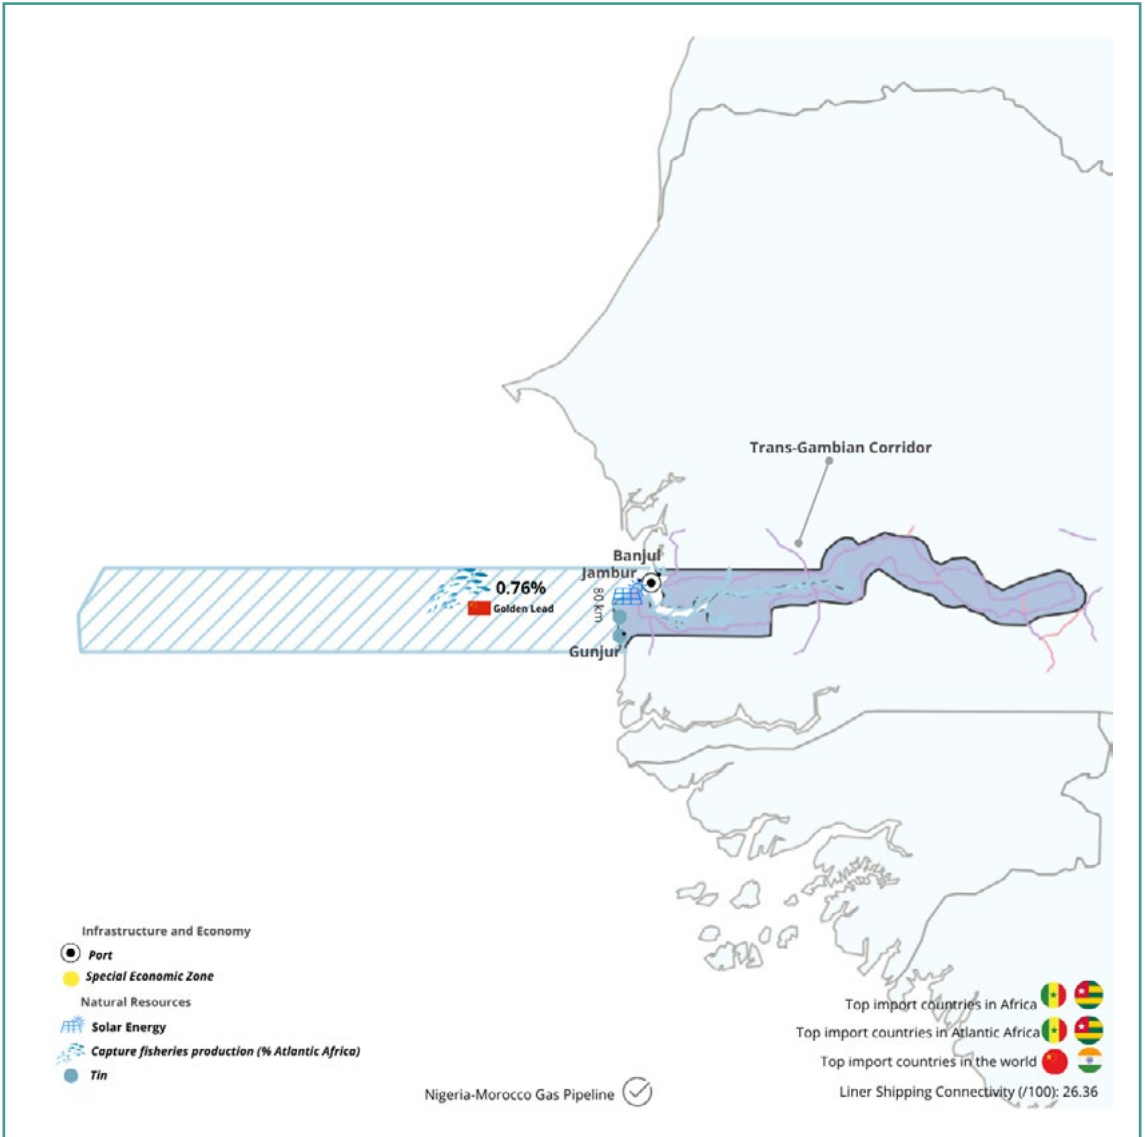 Trans-Gambian Corridor
Banjul
Jambur
0.76%
Golden Lead
80 km
Gunjur
Infrastructure and Economy
Port
Special Economic Zone
Natural Resources
Solar Energy
Capture fisheries production (% Atlantic Africa)
Tin
Nigeria-Morocco Gas Pipeline
Top import countries in Africa
Top import countries in Atlantic Africa
Top import countries in the world
Liner Shipping Connectivity (/100): 26.36